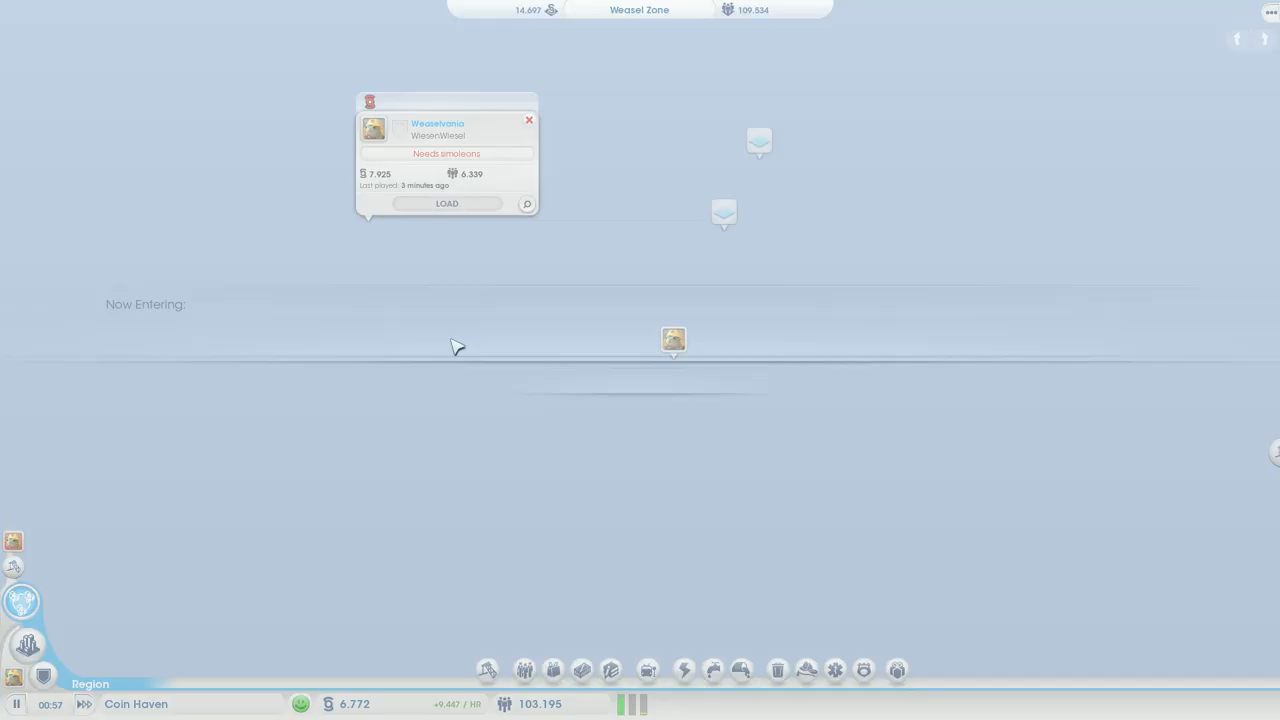 14.697
Weasel Zone
109.534
Weaselvania
WiesenWiesel
Needs simoleons
7.925
6.339
Last played: 3 minutes ago
LOAD
Now Entering:
Region
00:57
Coin Haven
6.772
+9.447 / HR
103.195